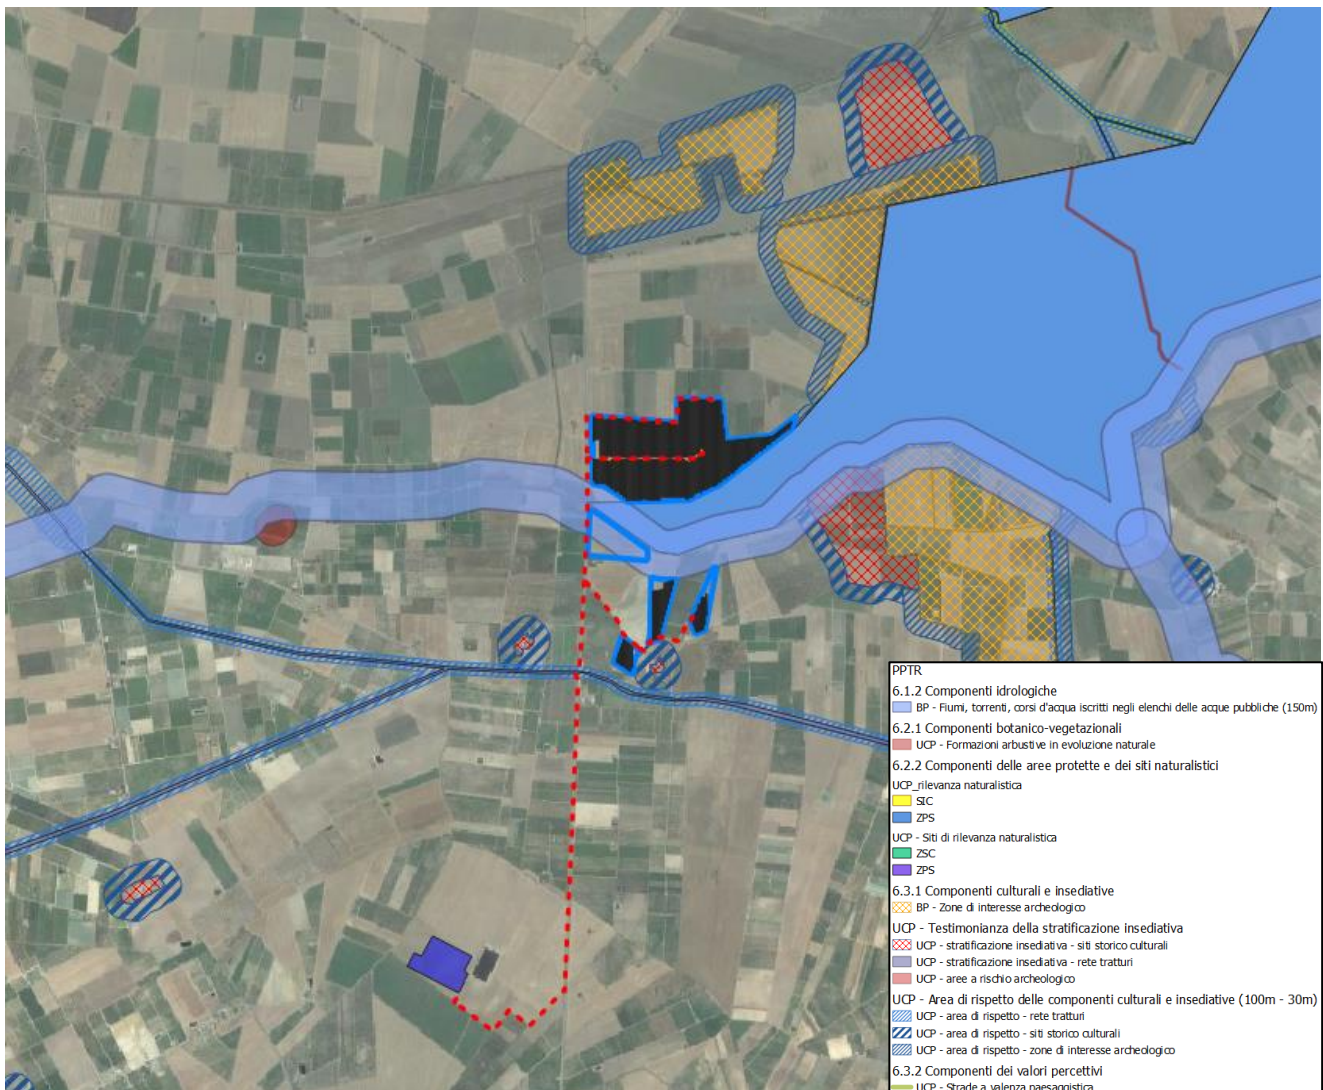 PPTR
6.1.2 Componenti idrologiche
BP - Fiumi, torrenti, corsi d'acqua iscritti negli elenchi delle acque pubbliche (150m)
6.2.1 Componenti botanico-vegetazionali
UCP - Formazioni arbustive in evoluzione naturale
6.2.2 Componenti delle aree protette e dei siti naturalistici
UCP_rilevanza naturalistica
SIC
ZPS
UCP - Siti di rilevanza naturalistica
ZSC
ZPS
6.3.1 Componenti culturali e insediative
BP - Zone di interesse archeologico
UCP - Testimonianza della stratificazione insediativa
UCP - stratificazione insediativa - siti storico culturali
UCP - stratificazione insediativa - rete tratturi
UCP - aree a rischio archeologico
UCP - Area di rispetto delle componenti culturali e insediative (100m - 30m)
UCP - area di rispetto - rete tratturi
UCP - area di rispetto - siti storico culturali
UCP - area di rispetto - zone di interesse archeologico
6.3.2 Componenti dei valori percettivi
UCP - Strade a valenza paesaggistica